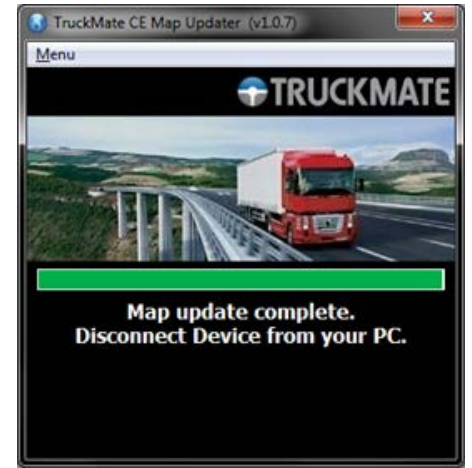 TruckMate CE Map Updater (v1.0.7)
Menu
TRUCKMATE
Map update complete.
Disconnect Device from your PC.